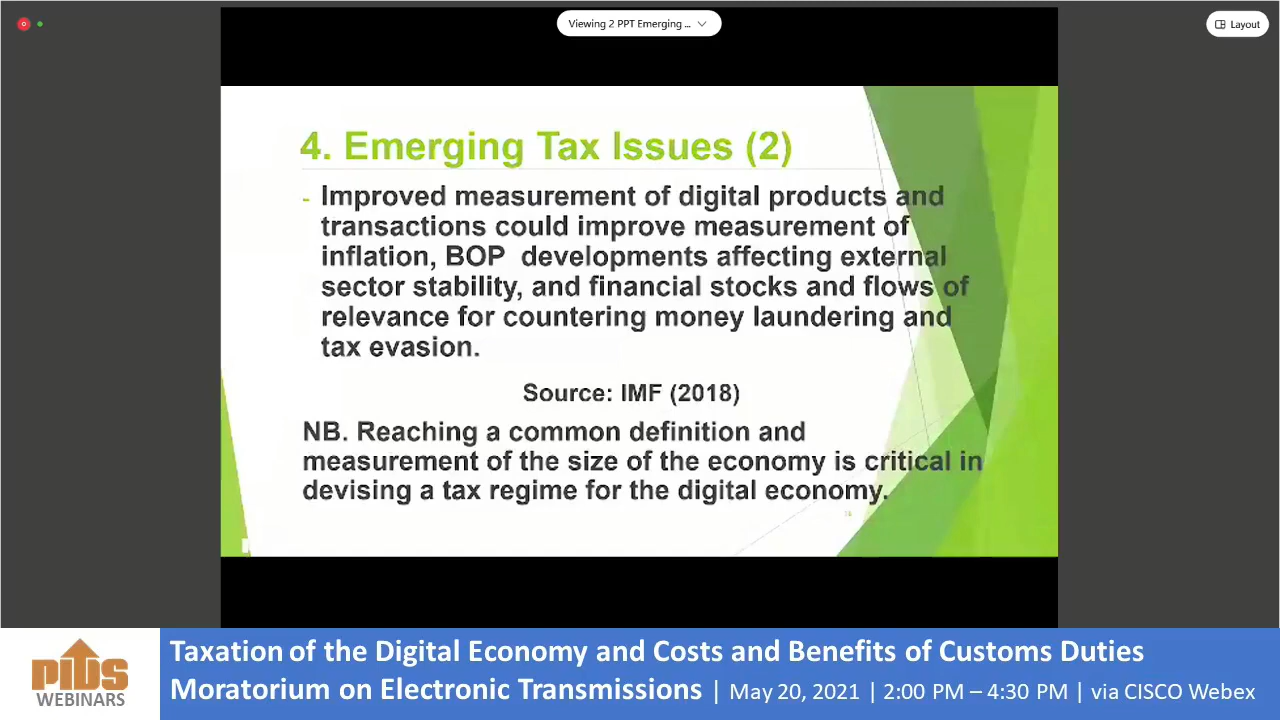 Viewing 2 PPT Emerging ...
Layout
4. Emerging Tax Issues (2)
- Improved measurement of digital products and
transactions could improve measurement of
inflation, BOP developments affecting external
sector stability, and financial stocks and flows of
relevance for countering money laundering and
tax evasion.
Source: IMF (2018)
NB. Reaching a common definition and
measurement of the size of the economy is critical in
devising a tax regime for the digital economy.
PIDS
WEBINARS
Taxation of the Digital Economy and Costs and Benefits of Customs Duties
Moratorium on Electronic Transmissions | May 20, 2021 | 2:00 PM – 4:30 PM | via CISCO Webex